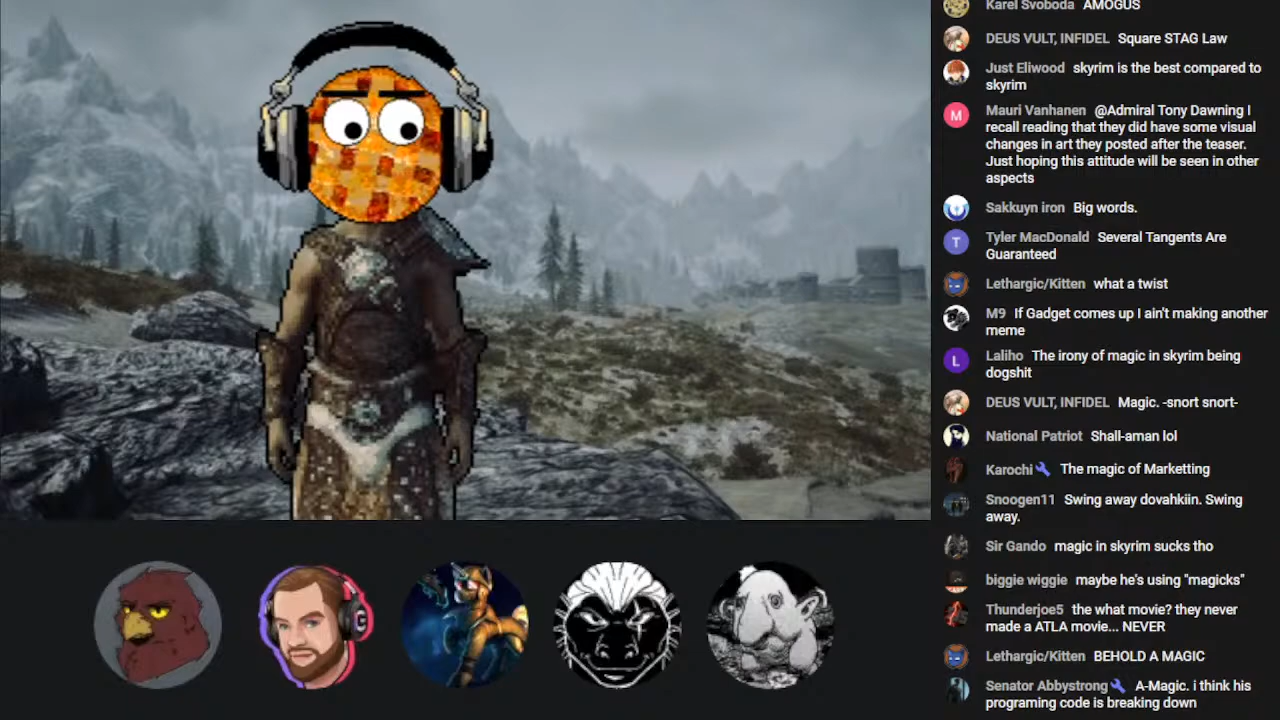 Karel Svoboda AMOGUS
DEUS VULT, INFIDEL Square STAG Law
Just Eliwood skyrim is the best compared to
skyrim
M
Mauri Vanhanen @Admiral Tony Dawning I
recall reading that they did have some visual
changes in art they posted after the teaser.
Just hoping this attitude will be seen in other
aspects
Sakkuyn iron Big words.
T
Tyler MacDonald Several Tangents Are
Guaranteed
Lethargic/Kitten what a twist
M9 If Gadget comes up I ain't making another
meme
L
Laliho The irony of magic in skyrim being
dogshit
DEUS VULT, INFIDEL Magic. -snort snort-
National Patriot Shall-aman lol
Karochi The magic of Marketting
Snoogen11 Swing away dovahkiin. Swing
away.
Sir Gando magic in skyrim sucks tho
biggie wiggie maybe he's using "magicks"
Thunderjoe5 the what movie? they never
made a ATLA movie... NEVER
Lethargic/Kitten BEHOLD A MAGIC
Senator Abbystrong A-Magic. i think his
programing code is breaking down